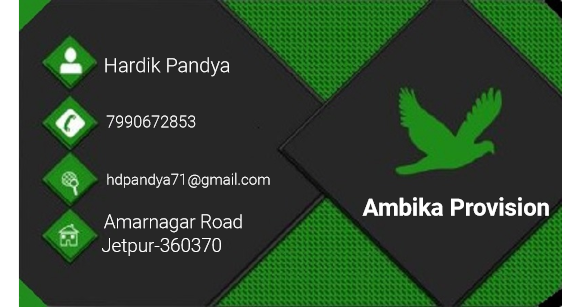 Hardik Pandya
7990672853
hdpandya71@gmail.com
Amarnagar Road
Jetpur-360370
Ambika Provision